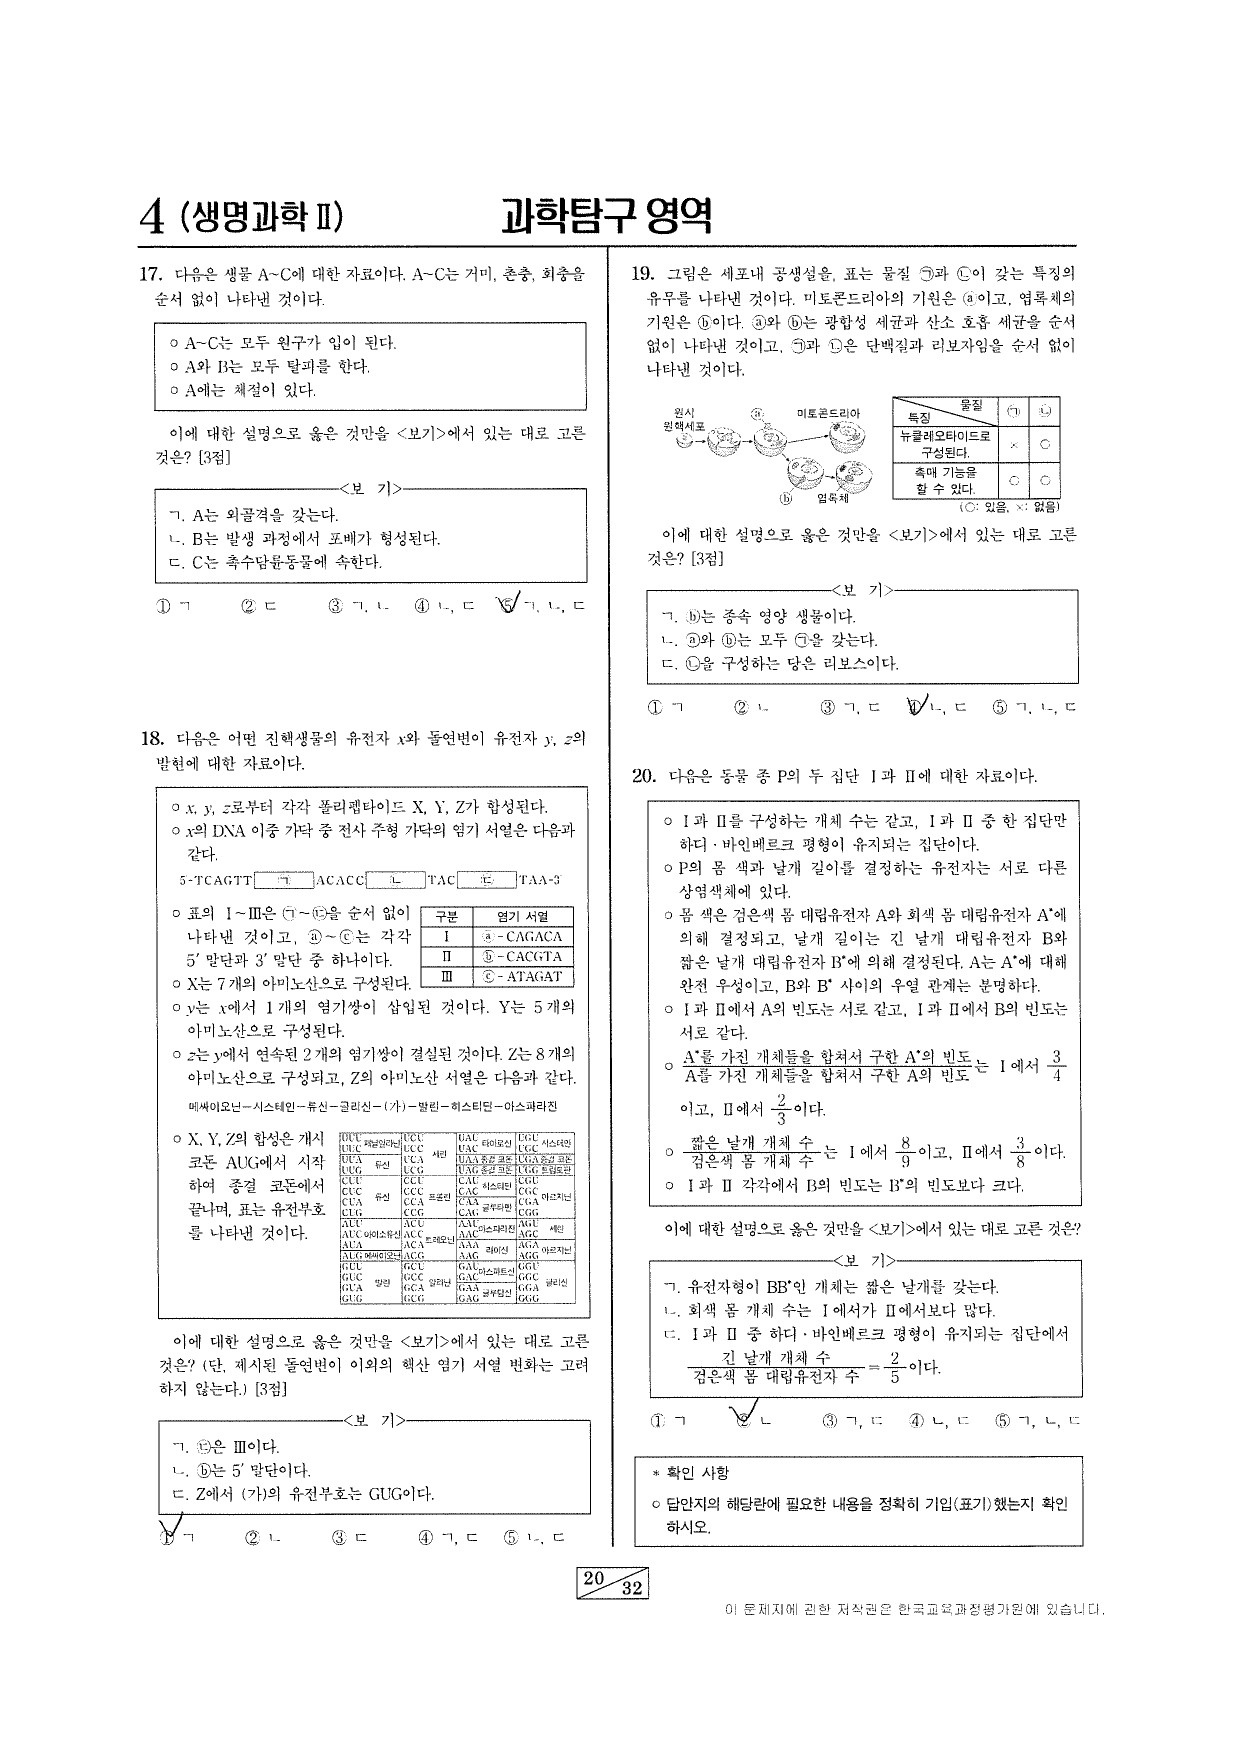 4 (생명과학Ⅱ)
과학탐구 영역
17. 다음은 생물 A~C에 대한 자료이다. A~C는 거미, 촌충, 회충을
순서 없이 나타낸 것이다.
○ A~C는 모두 원구가 입이 된다.
○ A와 B는 모두 탈피를 한다.
○ A에는 체절이 있다.
이에 대한 설명으로 옳은 것만을 <보기>에서 있는 대로 고른
것은? [3점]
<보 기>
ㄱ. A는 외골격을 갖는다.
ㄴ. B는 발생 과정에서 포배가 형성된다.
ㄷ. C는 촉수담륜동물에 속한다.
① ㄱ ② ㄷ ③ ㄱ, ㄴ ④ ㄴ, ㄷ ⑤ ㄱ, ㄴ, ㄷ
18. 다음은 어떤 진핵생물의 유전자 x와 돌연변이 유전자 y, z의
발현에 대한 자료이다.
○ x, y, z로부터 각각 폴리펩타이드 X, Y, Z가 합성된다.
○ x의 DNA 이중 가닥 중 전사 주형 가닥의 염기 서열은 다음과
같다.
5′-TCAGTT ㉠ ACACC ㉡ TAC ㉢ TAA-3′
○ 표의 Ⅰ~Ⅲ은 ㉠~㉢을 순서 없이
나타낸 것이고, ⓐ~ⓒ는 각각
5′ 말단과 3′ 말단 중 하나이다.
구분 염기 서열
Ⅰ ⓐ-CAGACA
Ⅱ ⓑ-CACGTA
Ⅲ ⓒ-ATAGAT
○ X는 7개의 아미노산으로 구성된다.
○ y는 x에서 1개의 염기쌍이 삽입된 것이다. Y는 5개의
아미노산으로 구성된다.
○ z는 y에서 연속된 2개의 염기쌍이 결실된 것이다. Z는 8개의
아미노산으로 구성되고, Z의 아미노산 서열은 다음과 같다.
메싸이오닌-시스테인-류신-글리신-(가)-발린-히스티딘-아스파라진
○ X, Y, Z의 합성은 개시
코돈 AUG에서 시작
하여 종결 코돈에서
끝나며, 표는 유전부호
를 나타낸 것이다.
UUU 페닐알라닌 UCU 세린 UAU 타이로신 UGU 시스테인
UUC UCC UAC UGC
UUA 류신 UCA UAA 종결 코돈 UGA 종결 코돈
UUG UCG UAG 종결 코돈 UGG 트립토판
CUU 류신 CCU 프롤린 CAU 히스티딘 CGU 아르지닌
CUC CCC CAC CGC
CUA CCA CAA 글루타민 CGA
CUG CCG CAG CGG
AUU 아이소류신 ACU 트레오닌 AAU 아스파라진 AGU 세린
AUC ACC AAC AGC
AUA ACA AAA 라이신 AGA 아르지닌
AUG 메싸이오닌 ACG AAG AGG
GUU 발린 GCU 알라닌 GAU 아스파트산 GGU 글리신
GUC GCC GAC GGC
GUA GCA GAA 글루탐산 GGA
GUG GCG GAG GGG
이에 대한 설명으로 옳은 것만을 <보기>에서 있는 대로 고른
것은? (단, 제시된 돌연변이 이외의 핵산 염기 서열 변화는 고려
하지 않는다.) [3점]
<보 기>
ㄱ. ㉢은 Ⅲ이다.
ㄴ. ⓑ는 5′ 말단이다.
ㄷ. Z에서 (가)의 유전부호는 GUG이다.
① ㄱ ② ㄴ ③ ㄷ ④ ㄱ, ㄷ ⑤ ㄴ, ㄷ
19. 그림은 세포내 공생설을, 표는 물질 ㉠과 ㉡이 갖는 특징의
유무를 나타낸 것이다. 미토콘드리아의 기원은 ⓐ이고, 엽록체의
기원은 ⓑ이다. ⓐ와 ⓑ는 광합성 세균과 산소 호흡 세균을 순서
없이 나타낸 것이고, ㉠과 ㉡은 단백질과 리보자임을 순서 없이
나타낸 것이다.
원시
원핵세포
ⓐ
미토콘드리아
ⓑ
엽록체
특징 물질 ㉠ ㉡
뉴클레오타이드로
구성된다. × ○
촉매 기능을
할 수 있다. ○ ○
(○: 있음, ×: 없음)
이에 대한 설명으로 옳은 것만을 <보기>에서 있는 대로 고른
것은? [3점]
<보 기>
ㄱ. ⓑ는 종속 영양 생물이다.
ㄴ. ⓐ와 ⓑ는 모두 ㉠을 갖는다.
ㄷ. ㉡을 구성하는 당은 리보스이다.
① ㄱ ② ㄴ ③ ㄱ, ㄷ ④ ㄴ, ㄷ ⑤ ㄱ, ㄴ, ㄷ
20. 다음은 동물 종 P의 두 집단 Ⅰ과 Ⅱ에 대한 자료이다.
○ Ⅰ과 Ⅱ를 구성하는 개체 수는 같고, Ⅰ과 Ⅱ 중 한 집단만
하디·바인베르크 평형이 유지되는 집단이다.
○ P의 몸 색과 날개 길이를 결정하는 유전자는 서로 다른
상염색체에 있다.
○ 몸 색은 검은색 몸 대립유전자 A와 회색 몸 대립유전자 A*에
의해 결정되고, 날개 길이는 긴 날개 대립유전자 B와
짧은 날개 대립유전자 B*에 의해 결정된다. A는 A*에 대해
완전 우성이고, B와 B* 사이의 우열 관계는 분명하다.
○ Ⅰ과 Ⅱ에서 A의 빈도는 서로 같고, Ⅰ과 Ⅱ에서 B의 빈도는
서로 같다.
○ A*를 가진 개체들을 합쳐서 구한 A*의 빈도 / A를 가진 개체들을 합쳐서 구한 A의 빈도 는 Ⅰ에서 3/4
이고, Ⅱ에서 2/3이다.
○ 짧은 날개 개체 수 / 검은색 몸 개체 수 는 Ⅰ에서 8/9이고, Ⅱ에서 3/8이다.
○ Ⅰ과 Ⅱ 각각에서 B의 빈도는 B*의 빈도보다 크다.
이에 대한 설명으로 옳은 것만을 <보기>에서 있는 대로 고른 것은?
<보 기>
ㄱ. 유전자형이 BB*인 개체는 짧은 날개를 갖는다.
ㄴ. 회색 몸 개체 수는 Ⅰ에서가 Ⅱ에서보다 많다.
ㄷ. Ⅰ과 Ⅱ 중 하디·바인베르크 평형이 유지되는 집단에서
긴 날개 개체 수 / 검은색 몸 대립유전자 수 = 2/5이다.
① ㄱ ② ㄴ ③ ㄱ, ㄷ ④ ㄴ, ㄷ ⑤ ㄱ, ㄴ, ㄷ
* 확인 사항
○ 답안지의 해당란에 필요한 내용을 정확히 기입(표기)했는지 확인
하시오.
20 / 32
이 문제지에 관한 저작권은 한국교육과정평가원에 있습니다.